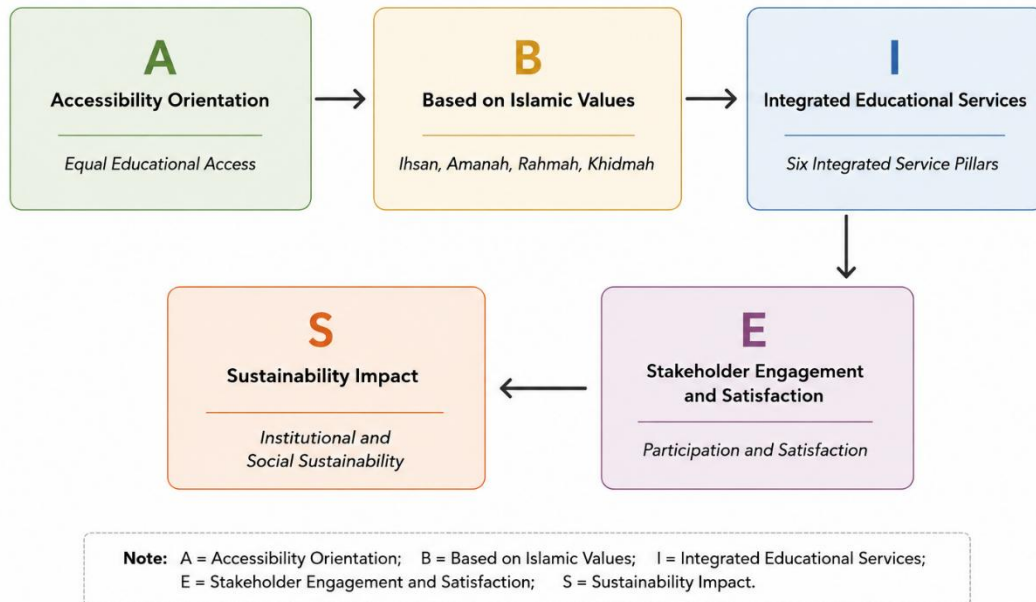 A
Accessibility Orientation
Equal Educational Access
B
Based on Islamic Values
Ihsan, Amanah, Rahmah, Khidmah
I
Integrated Educational Services
Six Integrated Service Pillars
S
Sustainability Impact
Institutional and
Social Sustainability
E
Stakeholder Engagement
and Satisfaction
Participation and Satisfaction
Note: A = Accessibility Orientation; B = Based on Islamic Values; I = Integrated Educational Services;
E = Stakeholder Engagement and Satisfaction; S = Sustainability Impact.